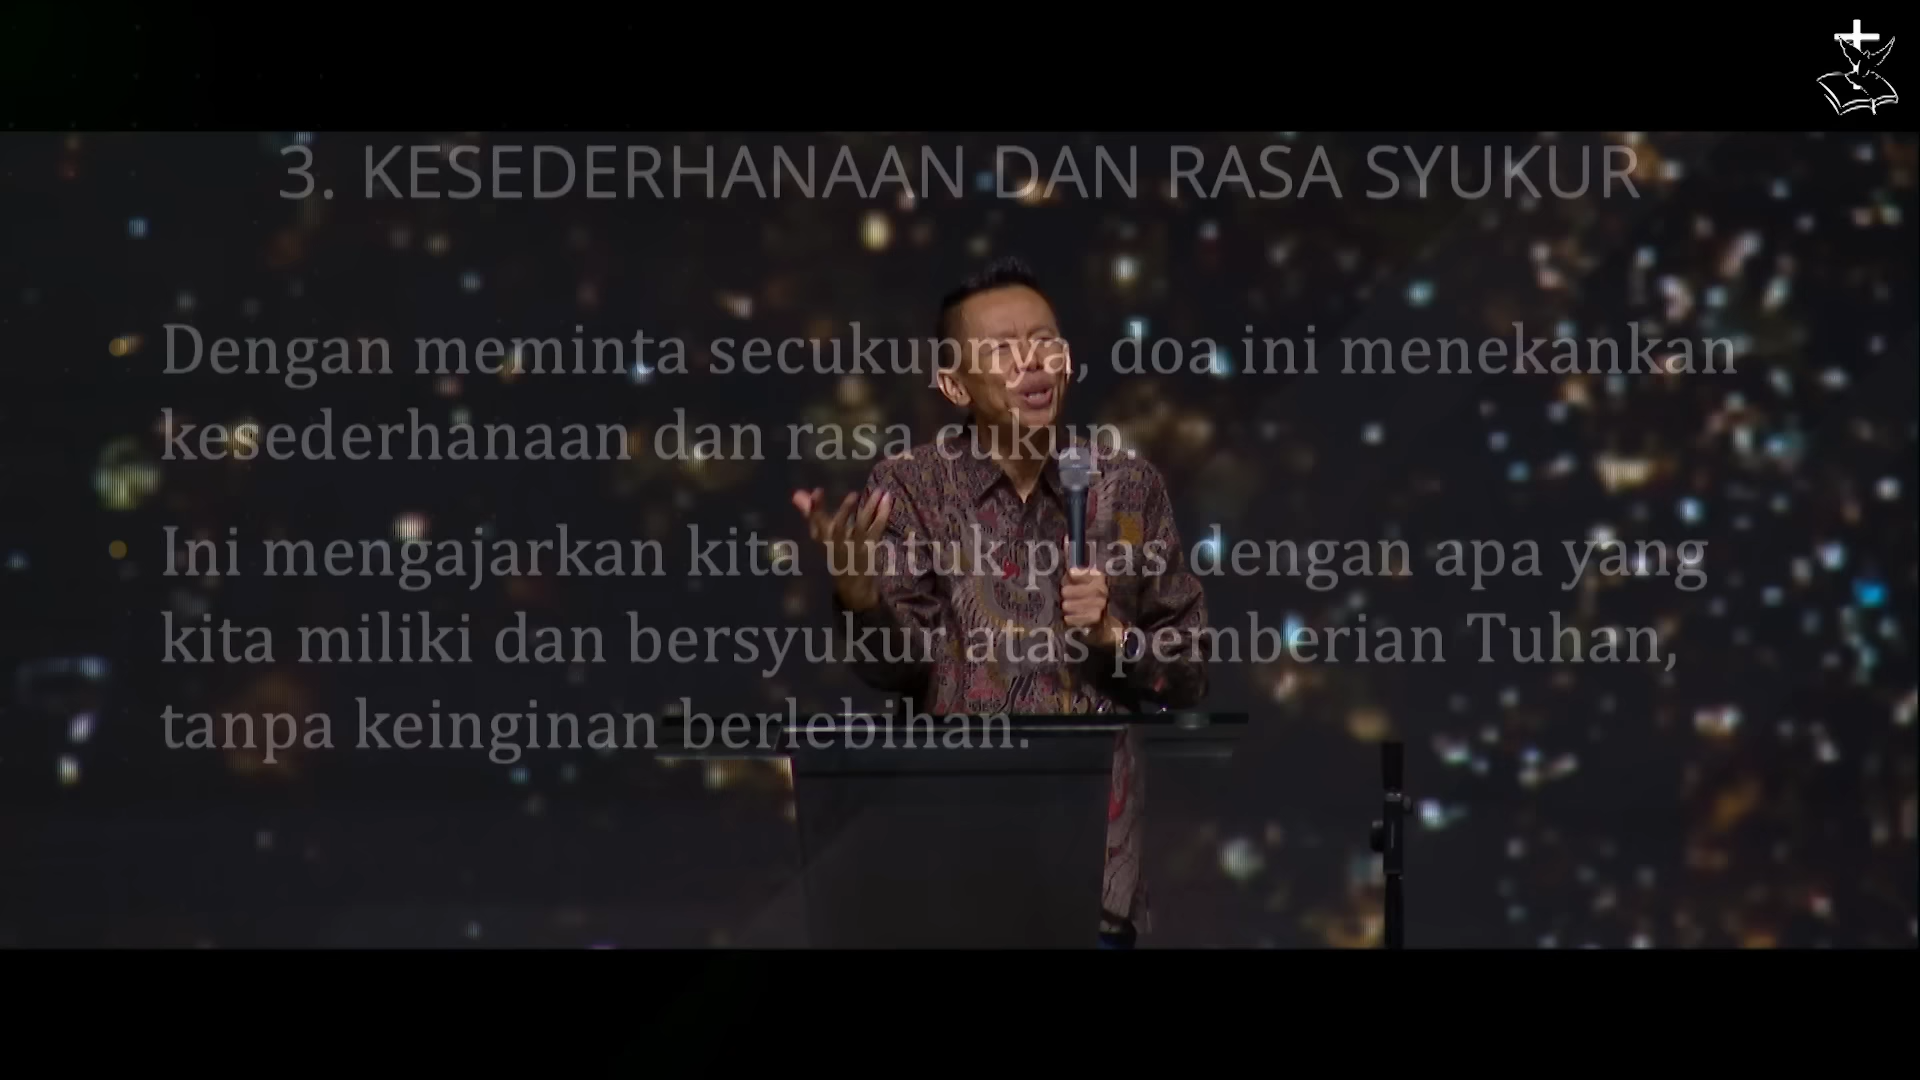 3. KESEDERHANAAN DAN RASA SYUKUR
Dengan meminta secukupnya, doa ini menekankan
kesederhanaan dan rasa cukup.
Ini mengajarkan kita untuk puas dengan apa yang
kita miliki dan bersyukur atas pemberian Tuhan,
tanpa keinginan berlebihan.